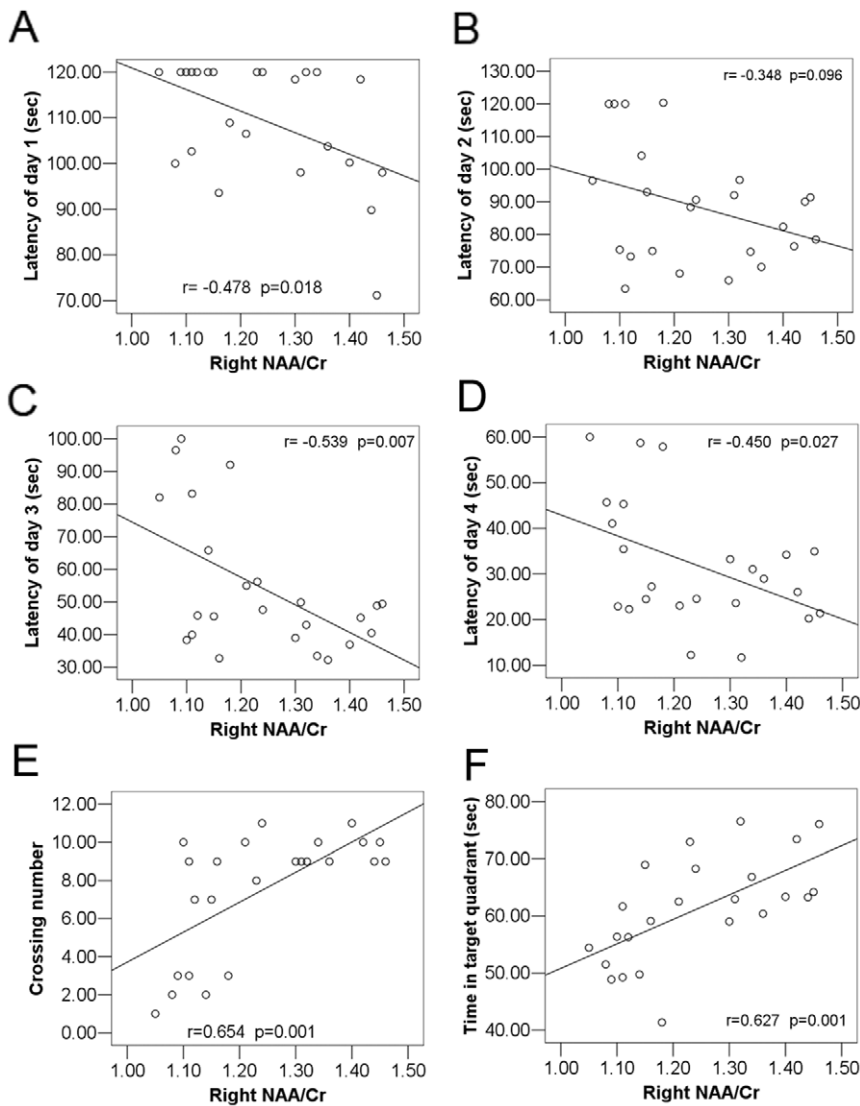 A
Latency of day 1 (sec)
120.00
110.00
100.00
90.00
80.00
70.00
r= -0.478 p=0.018
1.00 1.10 1.20 1.30 1.40 1.50
Right NAA/Cr
B
Latency of day 2 (sec)
130.00
120.00
110.00
100.00
90.00
80.00
70.00
60.00
r= -0.348 p=0.096
1.00 1.10 1.20 1.30 1.40 1.50
Right NAA/Cr
C
Latency of day 3 (sec)
100.00
90.00
80.00
70.00
60.00
50.00
40.00
30.00
r= -0.539 p=0.007
1.00 1.10 1.20 1.30 1.40 1.50
Right NAA/Cr
D
Latency of day 4 (sec)
60.00
50.00
40.00
30.00
20.00
10.00
r= -0.450 p=0.027
1.00 1.10 1.20 1.30 1.40 1.50
Right NAA/Cr
E
Crossing number
12.00
10.00
8.00
6.00
4.00
2.00
0.00
r=0.654 p=0.001
1.00 1.10 1.20 1.30 1.40 1.50
Right NAA/Cr
F
Time in target quadrant (sec)
80.00
70.00
60.00
50.00
40.00
r=0.627 p=0.001
1.00 1.10 1.20 1.30 1.40 1.50
Right NAA/Cr